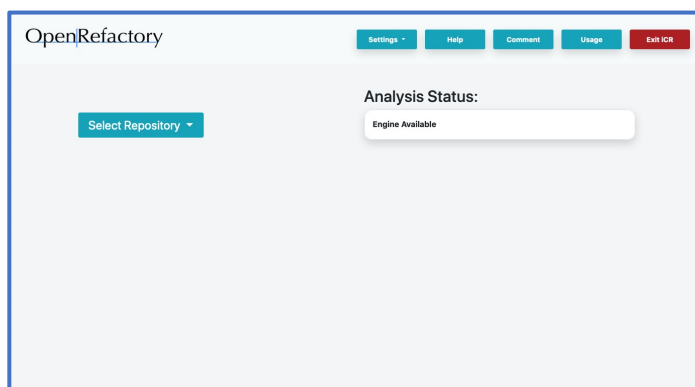 OpenRefactory
Settings
Help
Comment
Usage
Exit ICR
Analysis Status:
Select Repository
Engine Available